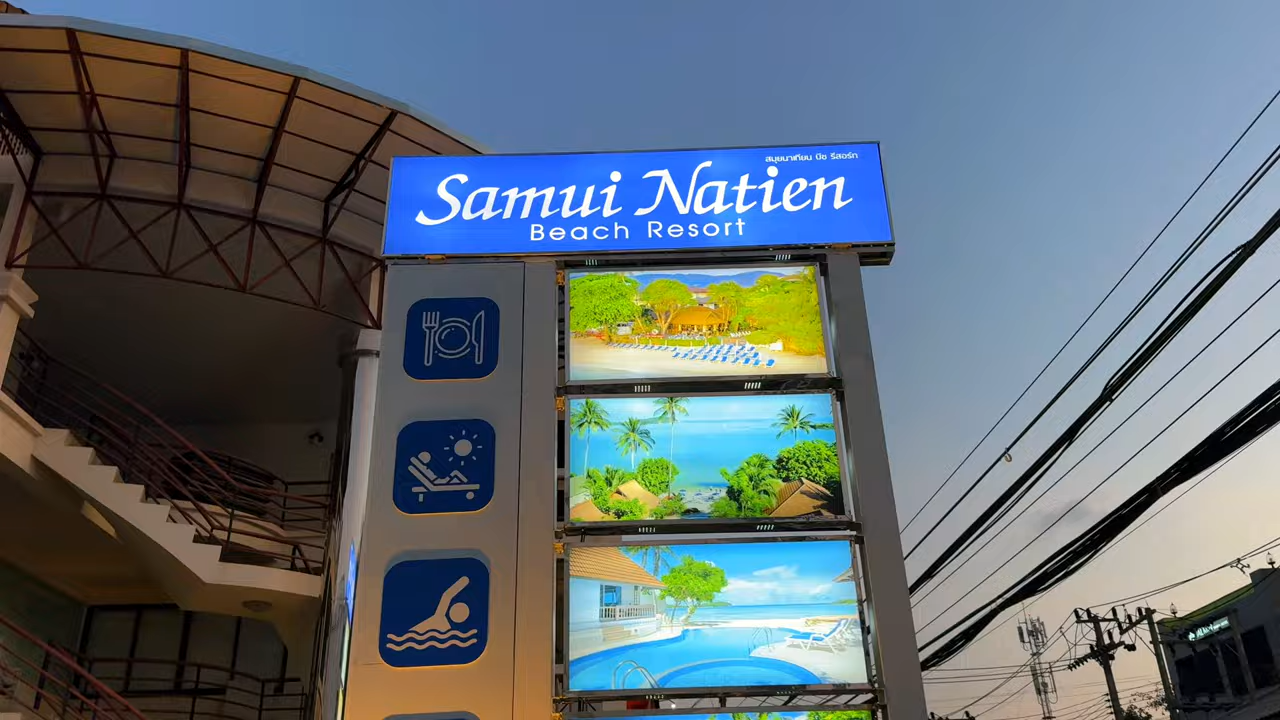 สมุยนาเทียน บีช รีสอร์ท
Samui Natien
Beach Resort